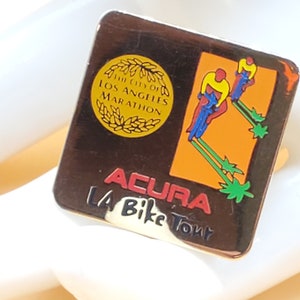 THE CITY OF
LOS ANGELES
MARATHON
ACURA
LA Bike Tour